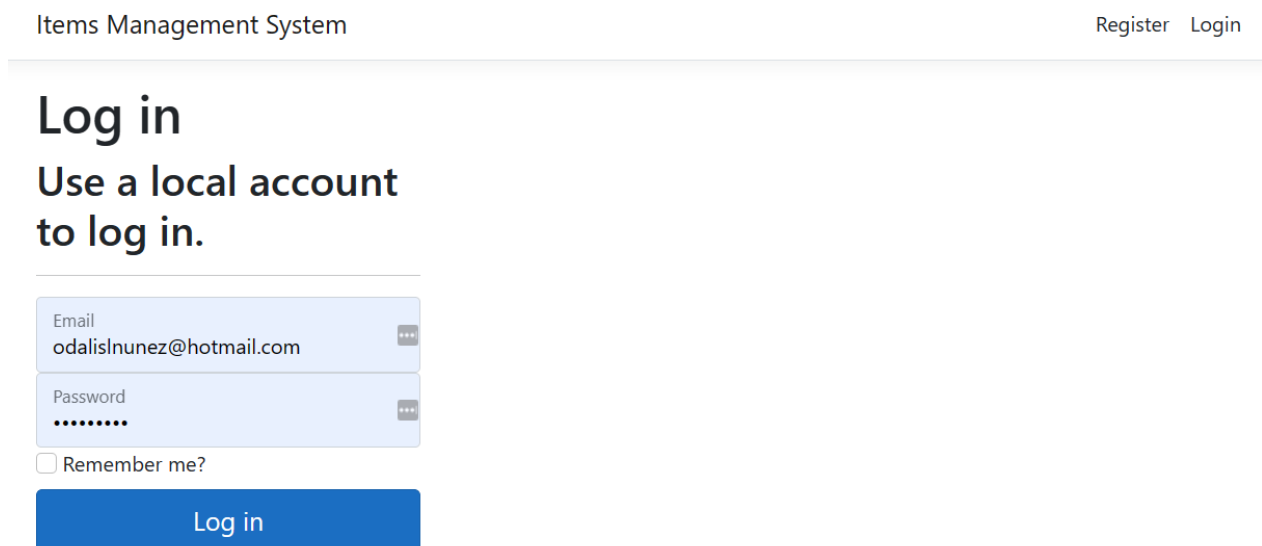 Items Management System
Register Login
Log in
Use a local account
to log in.
Email
odalislnunez@hotmail.com
Password
•••••••••
Remember me?
Log in